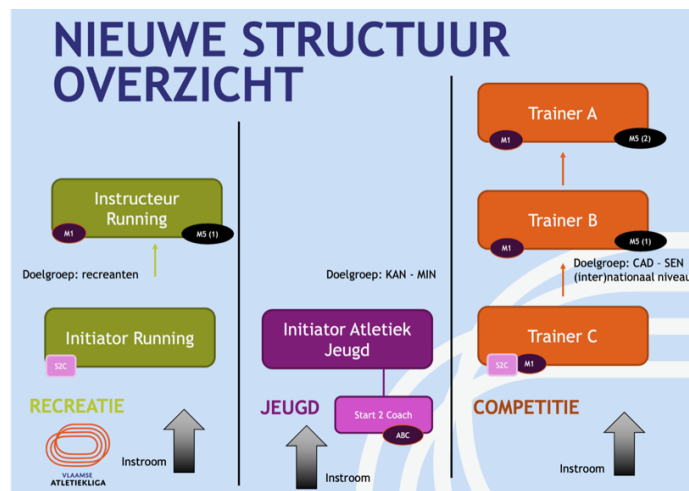 NIEUWE STRUCTUUR
OVERZICHT
Instructeur
Running
M1
M5 (1)
Doelgroep: recreanten
Initiator Running
S2C
RECREATIE
VLAAMSE
ATLETIEKLIGA
Instroom
Doelgroep: KAN - MIN
Initiator Atletiek
Jeugd
Start 2 Coach
ABC
JEUGD
Instroom
Trainer A
M1
M5 (2)
Trainer B
M1
M5 (1)
Doelgroep: CAD - SEN
(inter)nationaal niveau
Trainer C
S2C
M1
COMPETITIE
Instroom